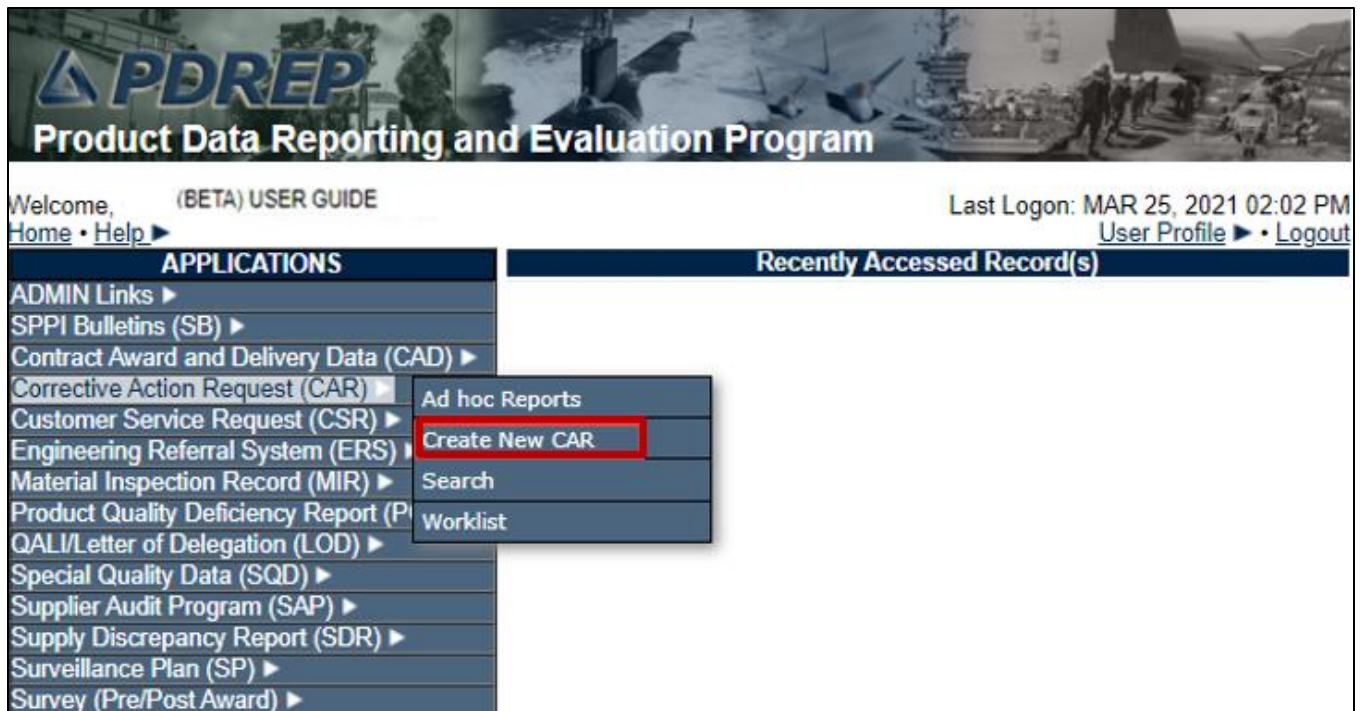 PDREP
Product Data Reporting and Evaluation Program
Welcome, (BETA) USER GUIDE
Last Logon: MAR 25, 2021 02:02 PM
Home • Help ►
User Profile ► • Logout
APPLICATIONS
Recently Accessed Record(s)
ADMIN Links ►
SPPI Bulletins (SB) ►
Contract Award and Delivery Data (CAD) ►
Corrective Action Request (CAR) ►
Customer Service Request (CSR) ►
Engineering Referral System (ERS)
Material Inspection Record (MIR) ►
Product Quality Deficiency Report (P
QALI/Letter of Delegation (LOD) ►
Special Quality Data (SQD) ►
Supplier Audit Program (SAP) ►
Supply Discrepancy Report (SDR) ►
Surveillance Plan (SP) ►
Survey (Pre/Post Award) ►
Ad hoc Reports
Create New CAR
Search
Worklist